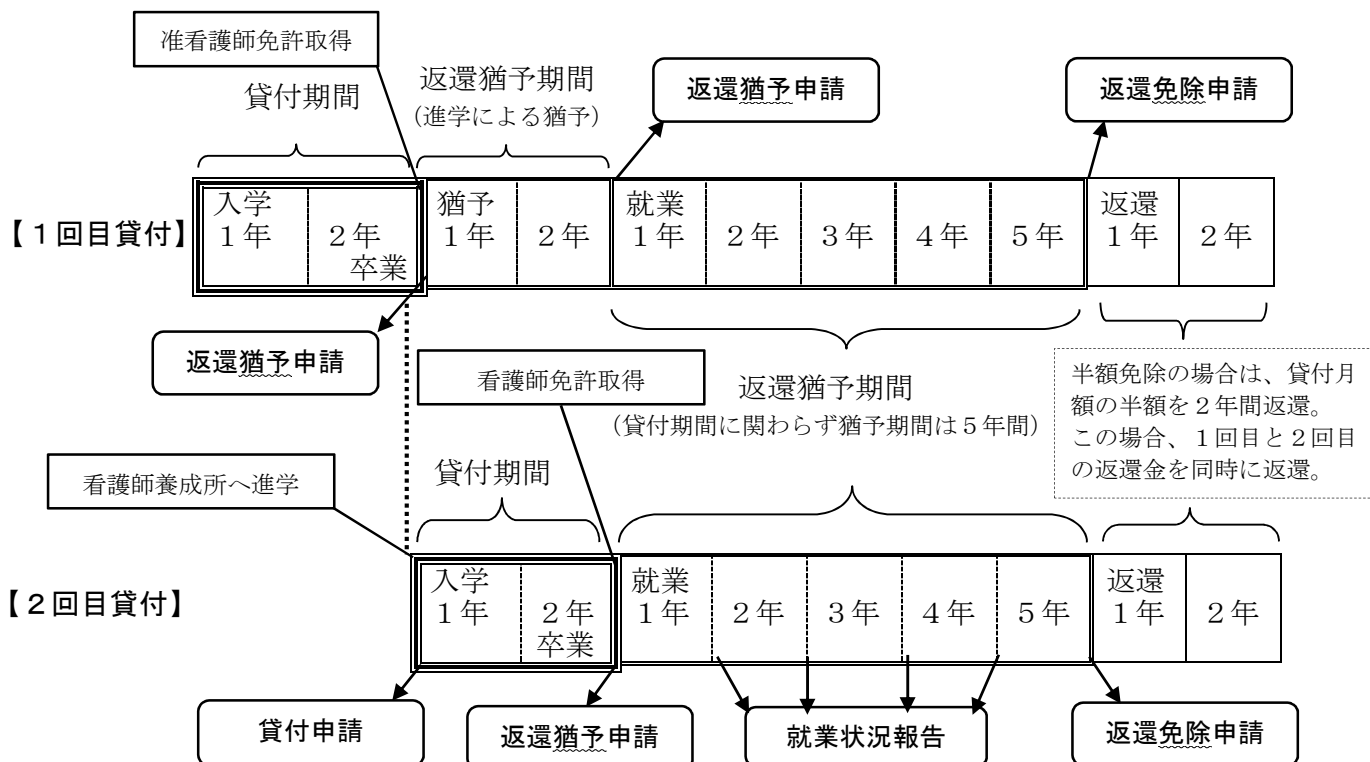 准看護師免許取得
貸付期間
返還猶予期間
（進学による猶予）
返還猶予申請
返還免除申請
【１回目貸付】
入学
１年
２年
卒業
猶予
１年
２年
就業
１年
２年
３年
４年
５年
返還
１年
２年
返還猶予申請
看護師免許取得
返還猶予期間
（貸付期間に関わらず猶予期間は５年間）
半額免除の場合は、貸付月
額の半額を２年間返還。
この場合、１回目と２回目
の返還金を同時に返還。
看護師養成所へ進学
貸付期間
【２回目貸付】
入学
１年
２年
卒業
就業
１年
２年
３年
４年
５年
返還
１年
２年
貸付申請
返還猶予申請
就業状況報告
返還免除申請